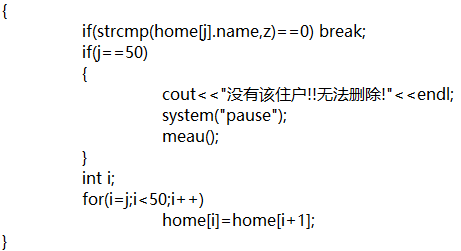 {
if(strcmp(home[j].name,z)==0) break;
if(j==50)
{
cout<<"没有该住户!!无法删除!"<<endl;
system("pause");
meau();
}
int i;
for(i=j;i<50;i++)
home[i]=home[i+1];
}